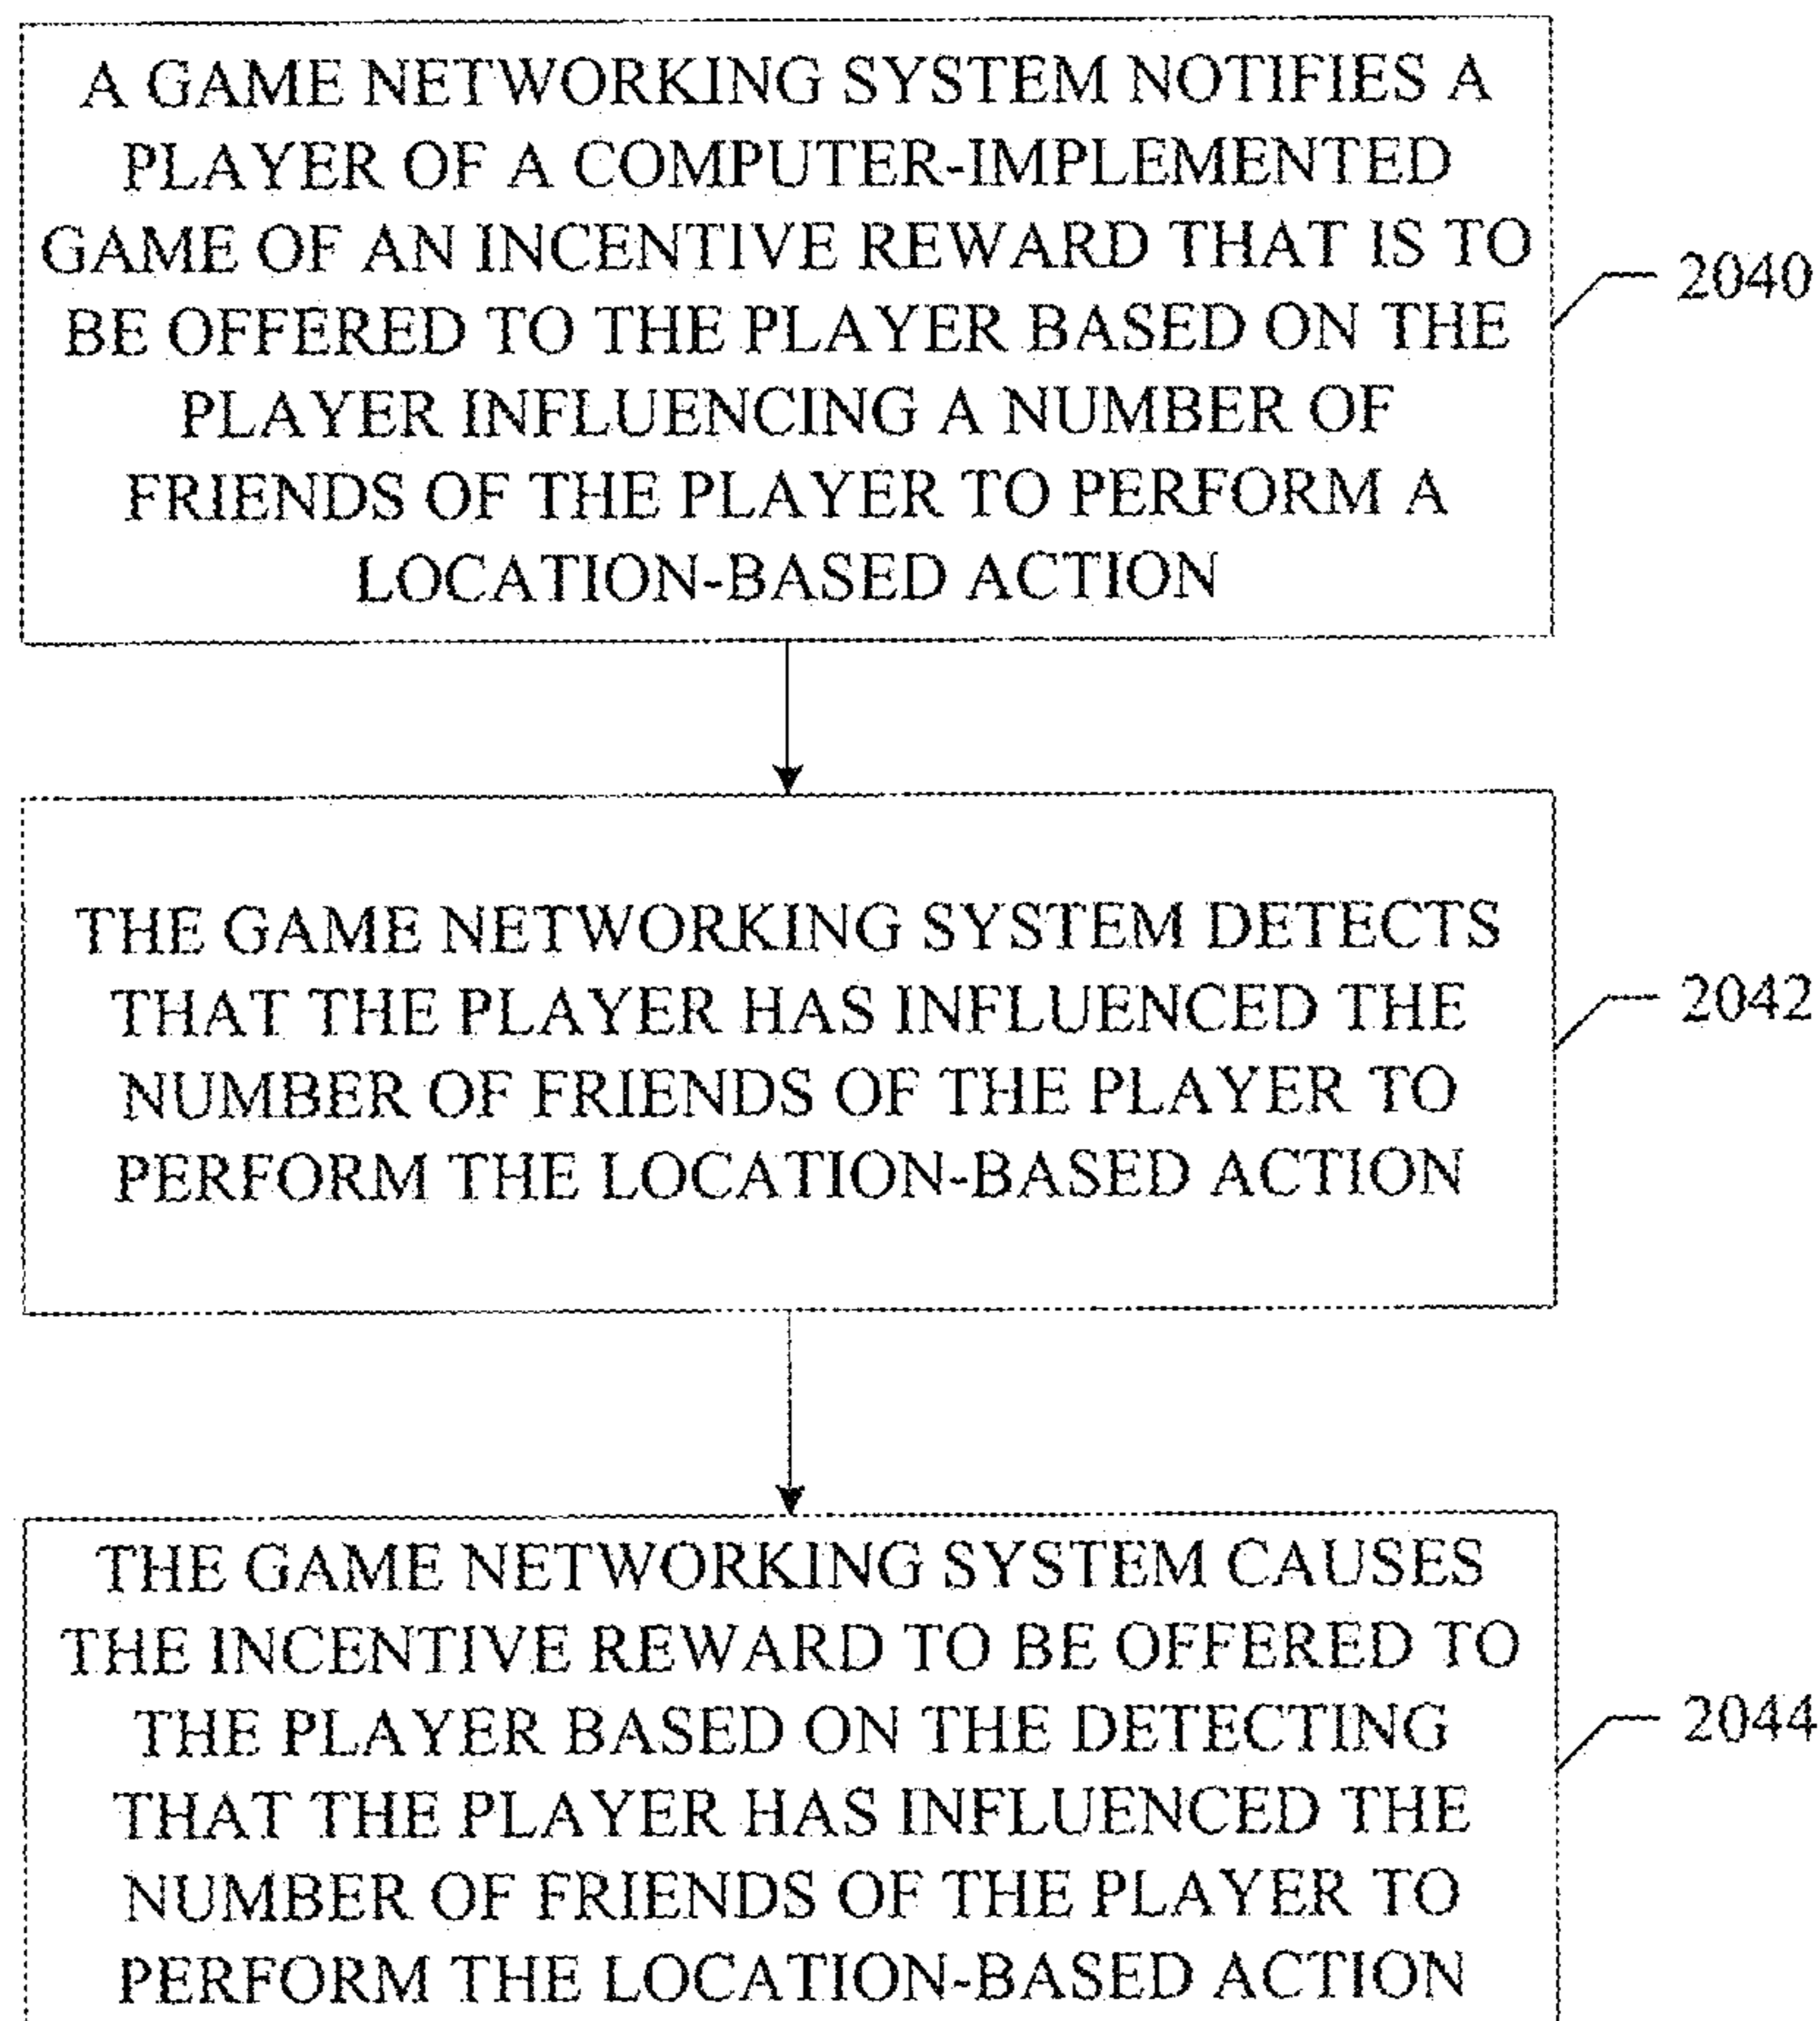 A GAME NETWORKING SYSTEM NOTIFIES A
PLAYER OF A COMPUTER-IMPLEMENTED
GAME OF AN INCENTIVE REWARD THAT IS TO
BE OFFERED TO THE PLAYER BASED ON THE
PLAYER INFLUENCING A NUMBER OF
FRIENDS OF THE PLAYER TO PERFORM A
LOCATION-BASED ACTION
2040
THE GAME NETWORKING SYSTEM DETECTS
THAT THE PLAYER HAS INFLUENCED THE
NUMBER OF FRIENDS OF THE PLAYER TO
PERFORM THE LOCATION-BASED ACTION
2042
THE GAME NETWORKING SYSTEM CAUSES
THE INCENTIVE REWARD TO BE OFFERED TO
THE PLAYER BASED ON THE DETECTING
THAT THE PLAYER HAS INFLUENCED THE
NUMBER OF FRIENDS OF THE PLAYER TO
PERFORM THE LOCATION-BASED ACTION
2044